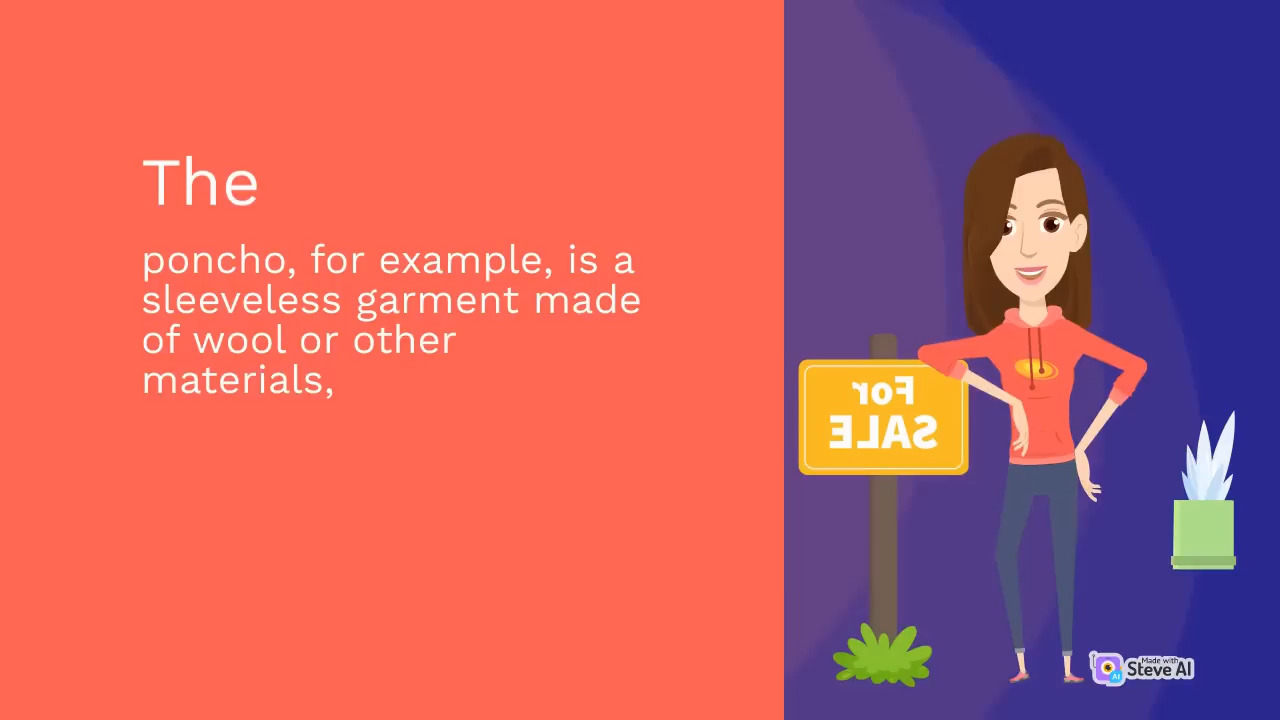 The
poncho, for example, is a
sleeveless garment made
of wool or other
materials,
For
SALE
Made with
Steve AI
AI